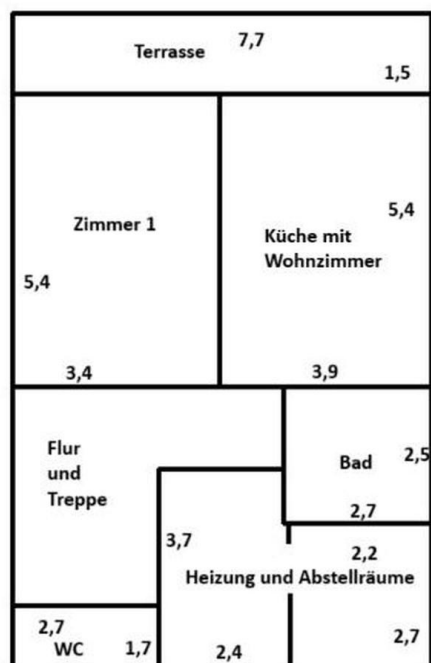 7,7
Terrasse
1,5
Zimmer 1
5,4
Küche mit
Wohnzimmer
5,4
3,4
3,9
Flur
und
Treppe
2,5
Bad
2,7
3,7
2,2
Heizung und Abstellräume
2,7
WC
1,7
2,4
2,7